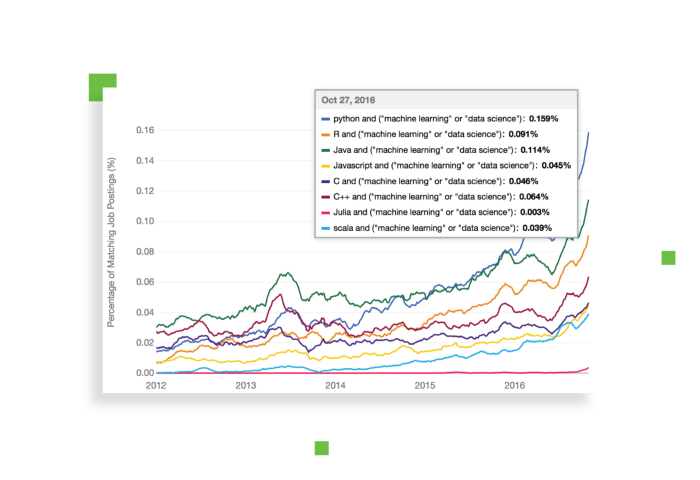 Oct 27, 2016
python and ("machine learning" or "data science"): 0.159%
R and ("machine learning" or "data science"): 0.091%
Java and ("machine learning" or "data science"): 0.114%
Javascript and ("machine learning" or "data science"): 0.045%
C and ("machine learning" or "data science"): 0.046%
C++ and ("machine learning" or "data science"): 0.064%
Julia and ("machine learning" or "data science"): 0.003%
scala and ("machine learning" or "data science"): 0.039%
Percentage of Matching Job Postings (%)
0.16
0.14
0.12
0.10
0.08
0.06
0.04
0.02
0.00
2012 2013 2014 2015 2016